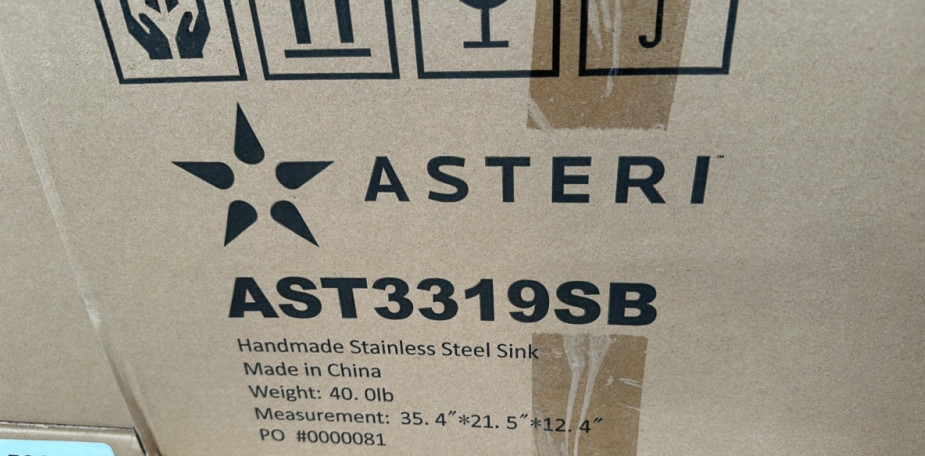 ASTERI™
AST3319SB
Handmade Stainless Steel Sink
Made in China
Weight: 40.0lb
Measurement: 35.4″*21.5″*12.4″
PO #0000081